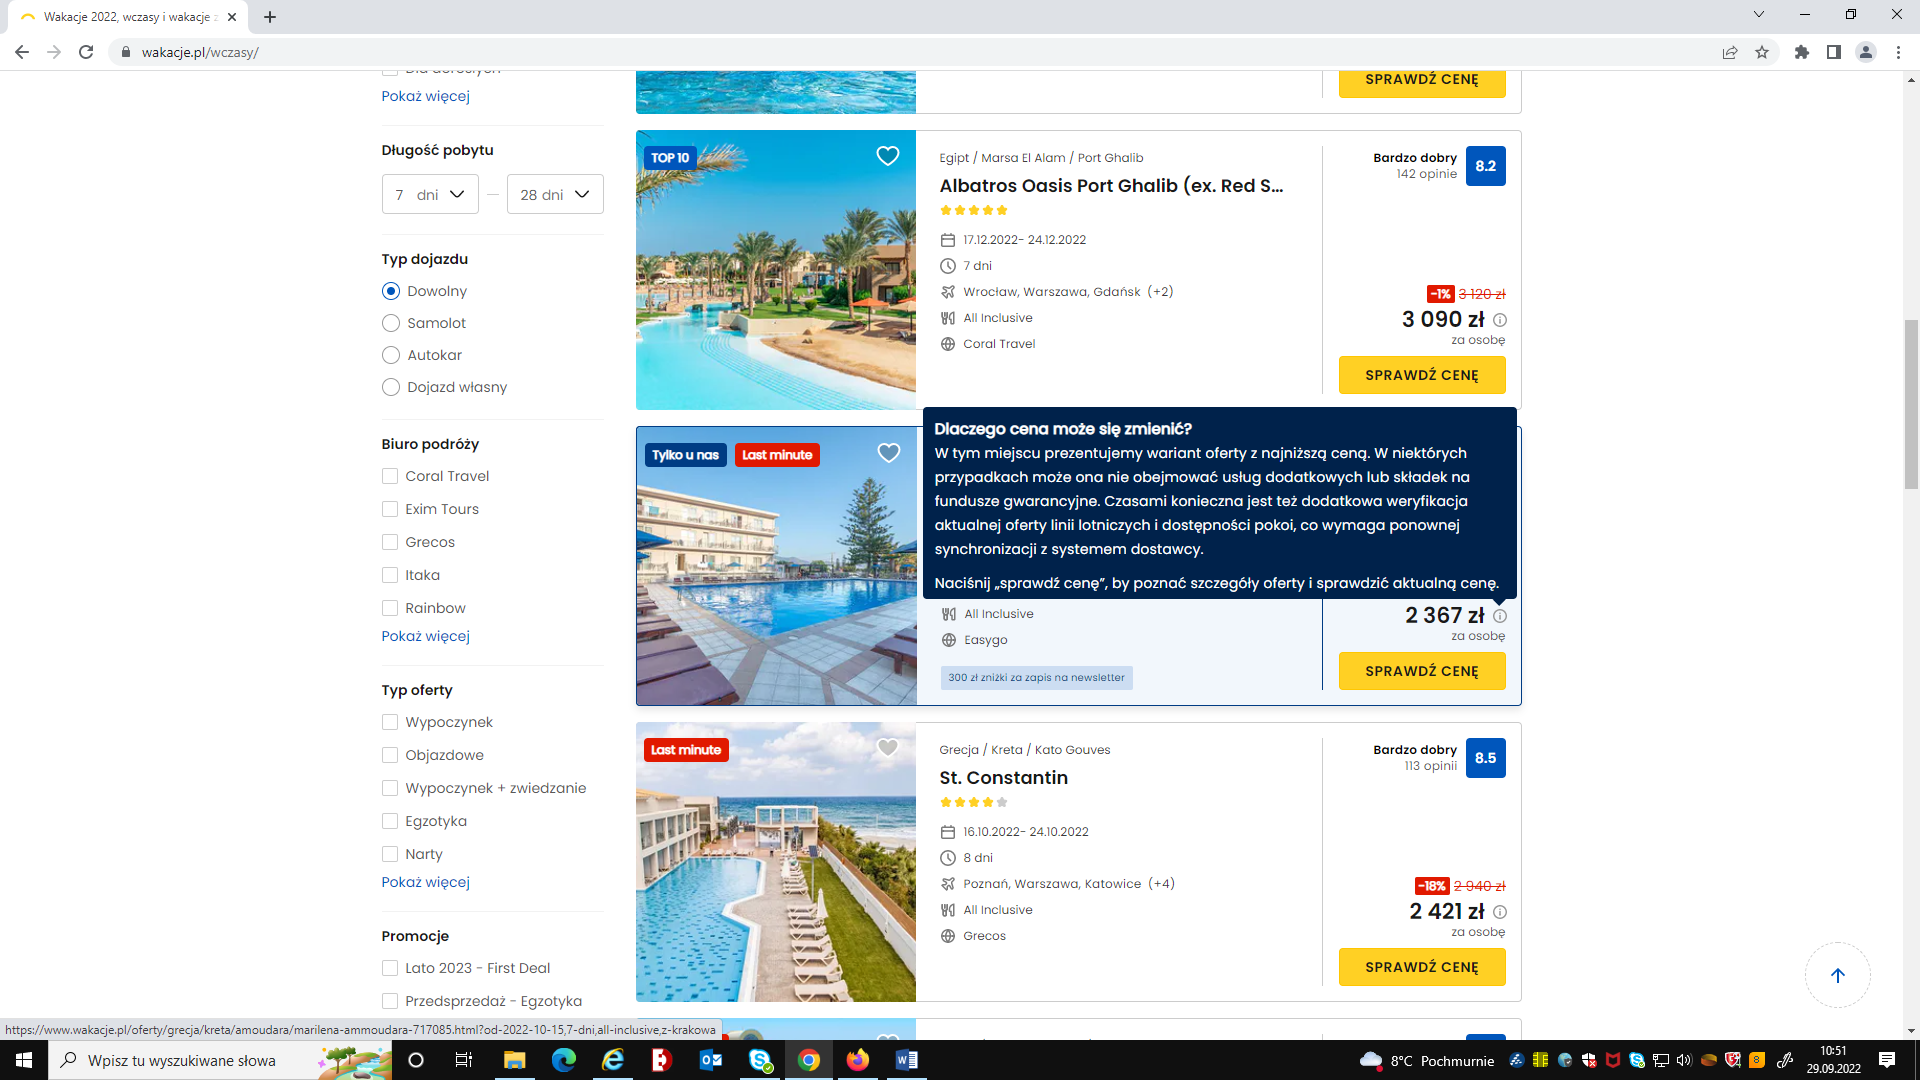 Wakacje 2022, wczasy i wakacje z
wakacje.pl/wczasy/
Dla dorosłych
Pokaż więcej
Długość pobytu
7 dni — 28 dni
Typ dojazdu
Dowolny
Samolot
Autokar
Dojazd własny
Biuro podróży
Coral Travel
Exim Tours
Grecos
Itaka
Rainbow
Pokaż więcej
Typ oferty
Wypoczynek
Objazdowe
Wypoczynek + zwiedzanie
Egzotyka
Narty
Pokaż więcej
Promocje
Lato 2023 - First Deal
Przedsprzedaż - Egzotyka
SPRAWDŹ CENĘ
TOP 10
Egipt / Marsa El Alam / Port Ghalib
Albatros Oasis Port Ghalib (ex. Red S...
17.12.2022- 24.12.2022
7 dni
Wrocław, Warszawa, Gdańsk (+2)
All Inclusive
Coral Travel
Bardzo dobry
142 opinie
8.2
-1% 3 120 zł
3 090 zł
za osobę
SPRAWDŹ CENĘ
Tylko u nas
Last minute
Dlaczego cena może się zmienić?
W tym miejscu prezentujemy wariant oferty z najniższą ceną. W niektórych
przypadkach może ona nie obejmować usług dodatkowych lub składek na
fundusze gwarancyjne. Czasami konieczna jest też dodatkowa weryfikacja
aktualnej oferty linii lotniczych i dostępności pokoi, co wymaga ponownej
synchronizacji z systemem dostawcy.
Naciśnij „sprawdź cenę”, by poznać szczegóły oferty i sprawdzić aktualną cenę.
All Inclusive
Easygo
300 zł zniżki za zapis na newsletter
2 367 zł
za osobę
SPRAWDŹ CENĘ
Last minute
Grecja / Kreta / Kato Gouves
St. Constantin
16.10.2022- 24.10.2022
8 dni
Poznań, Warszawa, Katowice (+4)
All Inclusive
Grecos
Bardzo dobry
113 opinii
8.5
-18% 2 940 zł
2 421 zł
za osobę
SPRAWDŹ CENĘ
https://www.wakacje.pl/oferty/grecja/kreta/amoudara/marilena-ammoudara-717085.html?od-2022-10-15,7-dni,all-inclusive,z-krakowa
Wpisz tu wyszukiwane słowa
8°C Pochmurnie
10:51
29.09.2022